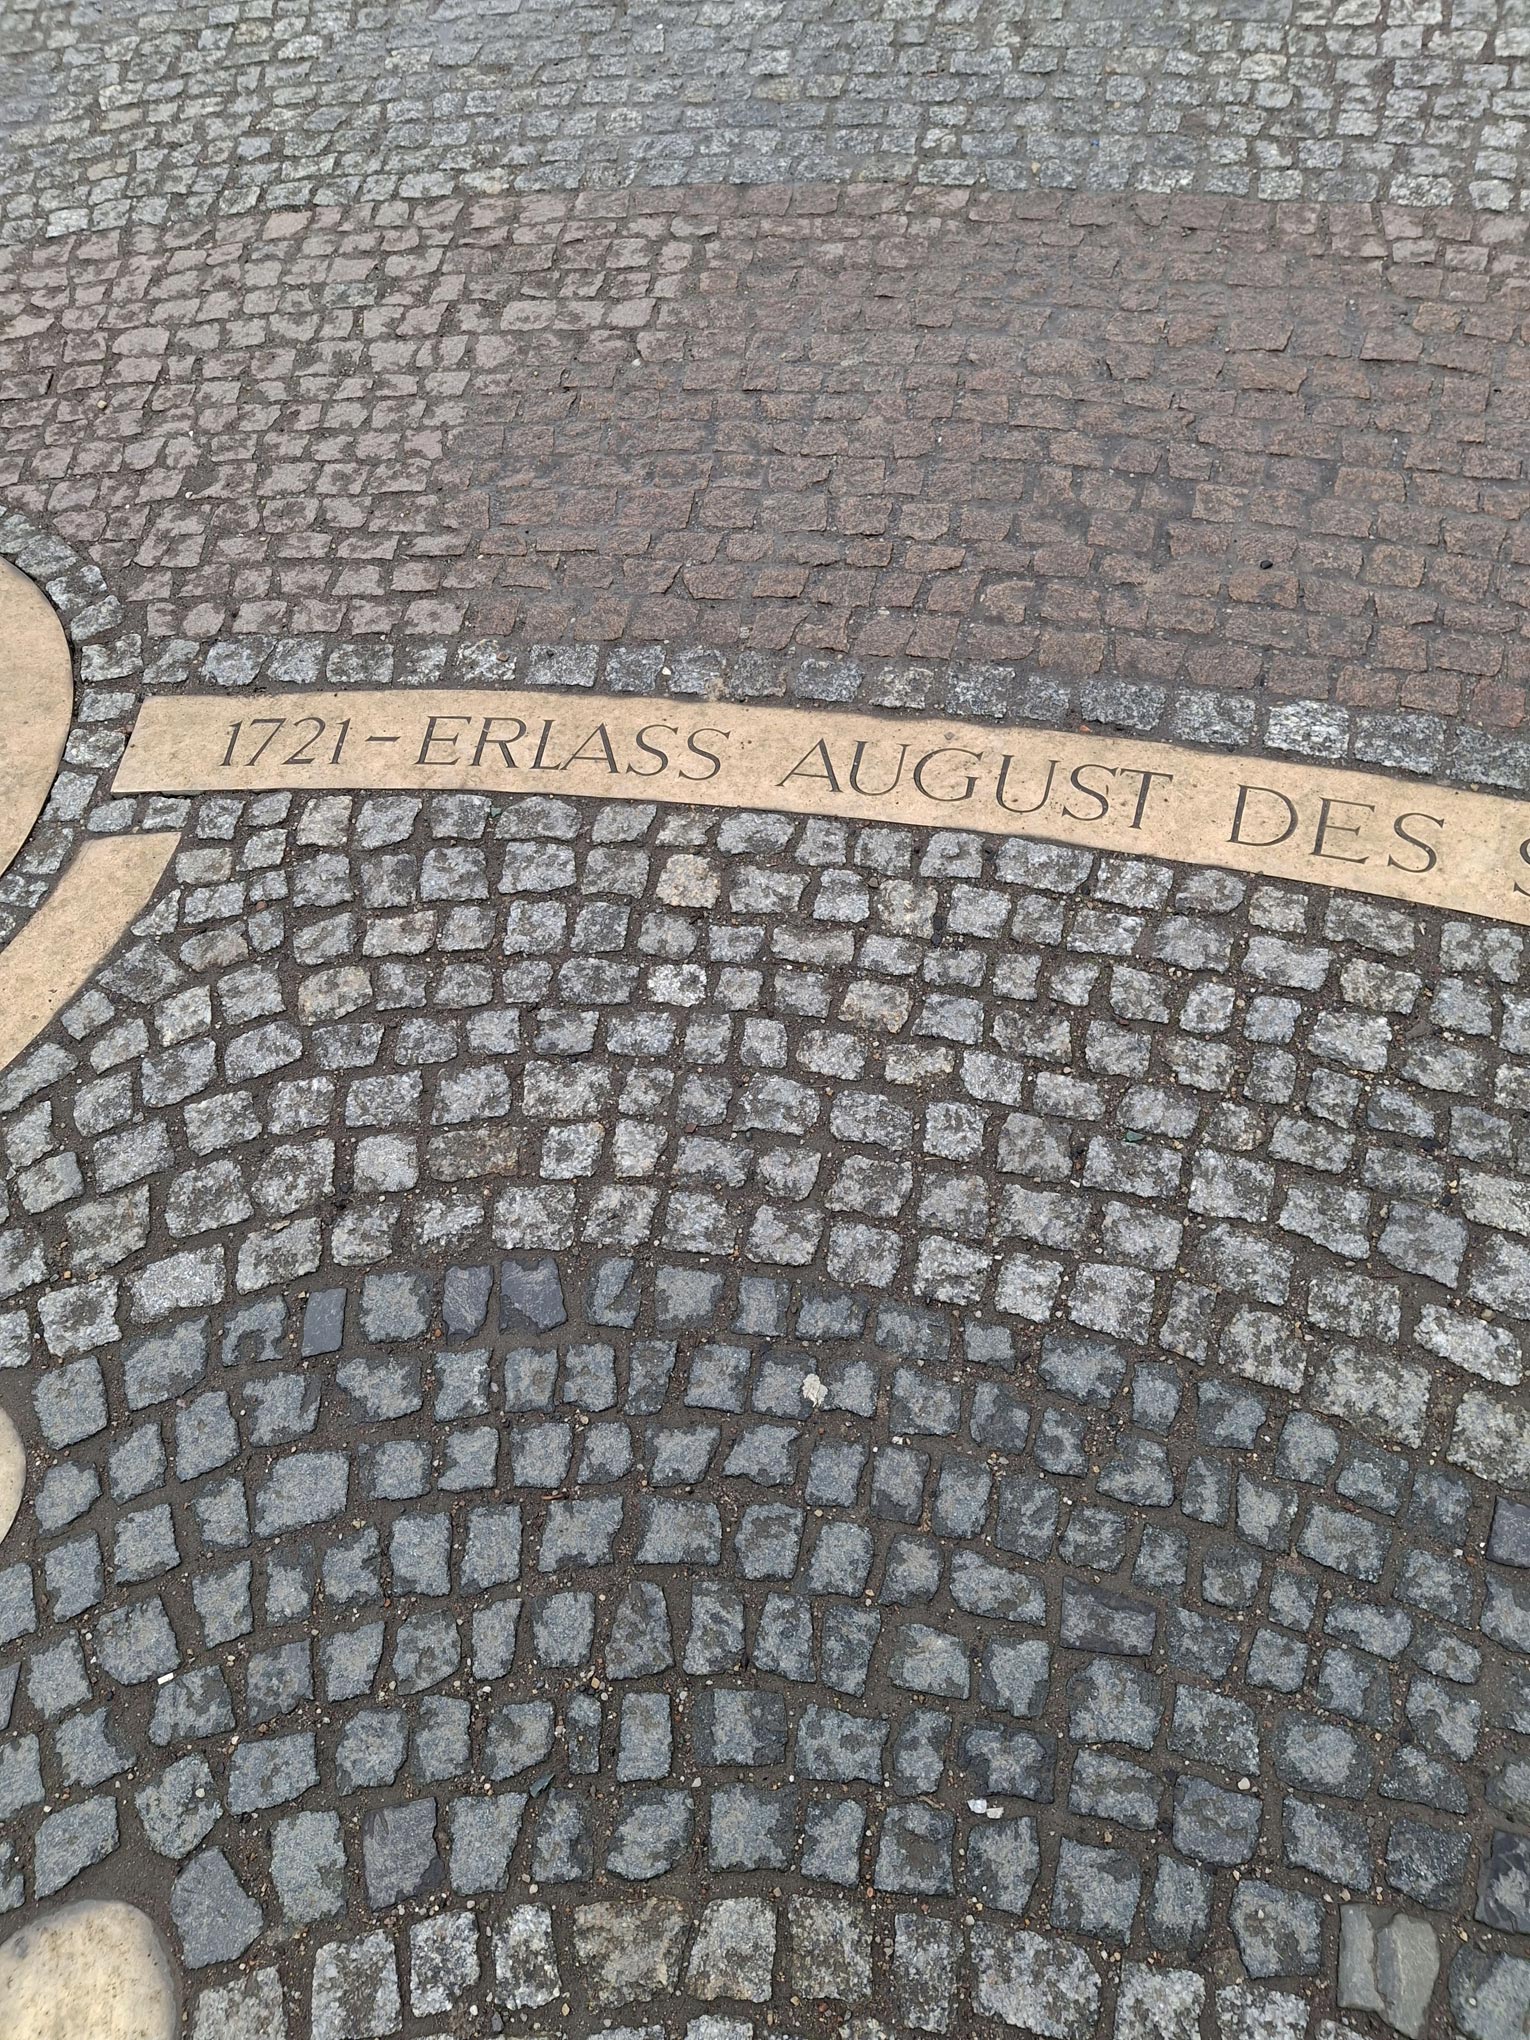 1721 - ERLASS AUGUST DES